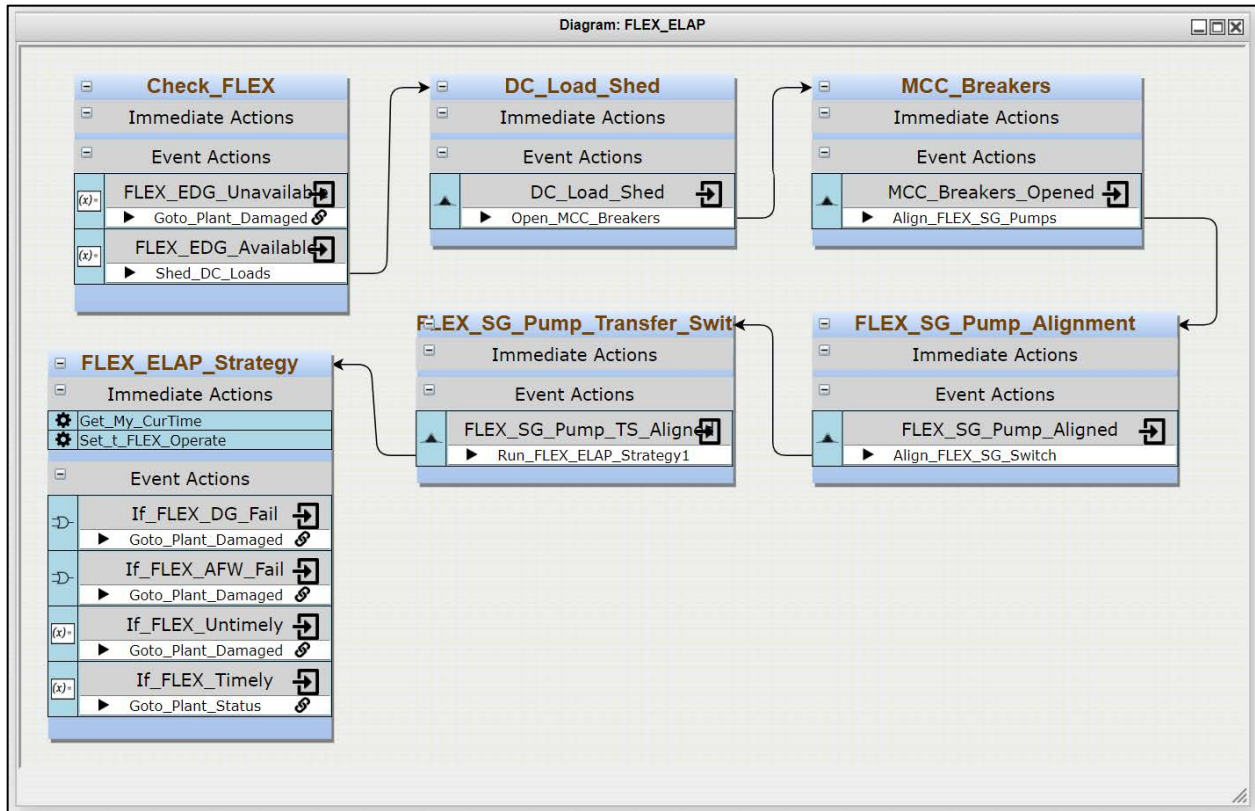 Diagram: FLEX_ELAP
Check_FLEX
Immediate Actions
Event Actions
(x)=
FLEX_EDG_Unavailable
Goto_Plant_Damaged
(x)=
FLEX_EDG_Available
Shed_DC_Loads
DC_Load_Shed
Immediate Actions
Event Actions
DC_Load_Shed
Open_MCC_Breakers
MCC_Breakers
Immediate Actions
Event Actions
MCC_Breakers_Opened
Align_FLEX_SG_Pumps
FLEX_SG_Pump_Alignment
Immediate Actions
Event Actions
FLEX_SG_Pump_Aligned
Align_FLEX_SG_Switch
FLEX_SG_Pump_Transfer_Swit
Immediate Actions
Event Actions
FLEX_SG_Pump_TS_Aligned
Run_FLEX_ELAP_Strategy1
FLEX_ELAP_Strategy
Immediate Actions
Get_My_CurTime
Set_t_FLEX_Operate
Event Actions
If_FLEX_DG_Fail
Goto_Plant_Damaged
If_FLEX_AFW_Fail
Goto_Plant_Damaged
(x)=
If_FLEX_Untimely
Goto_Plant_Damaged
(x)=
If_FLEX_Timely
Goto_Plant_Status